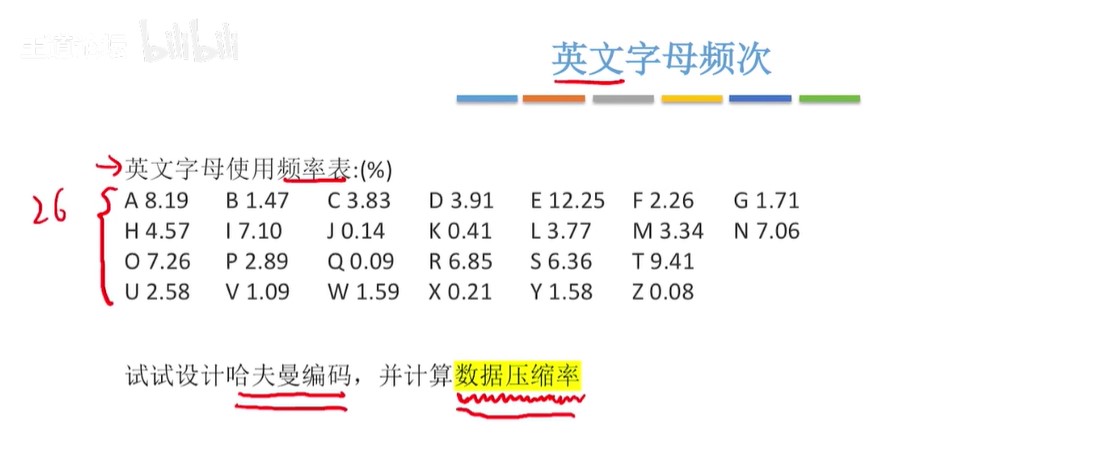 王道论坛 bilibili
英文字母频次
英文字母使用频率表:(%)
26
A 8.19 B 1.47 C 3.83 D 3.91 E 12.25 F 2.26 G 1.71
H 4.57 I 7.10 J 0.14 K 0.41 L 3.77 M 3.34 N 7.06
O 7.26 P 2.89 Q 0.09 R 6.85 S 6.36 T 9.41
U 2.58 V 1.09 W 1.59 X 0.21 Y 1.58 Z 0.08
试试设计哈夫曼编码，并计算数据压缩率